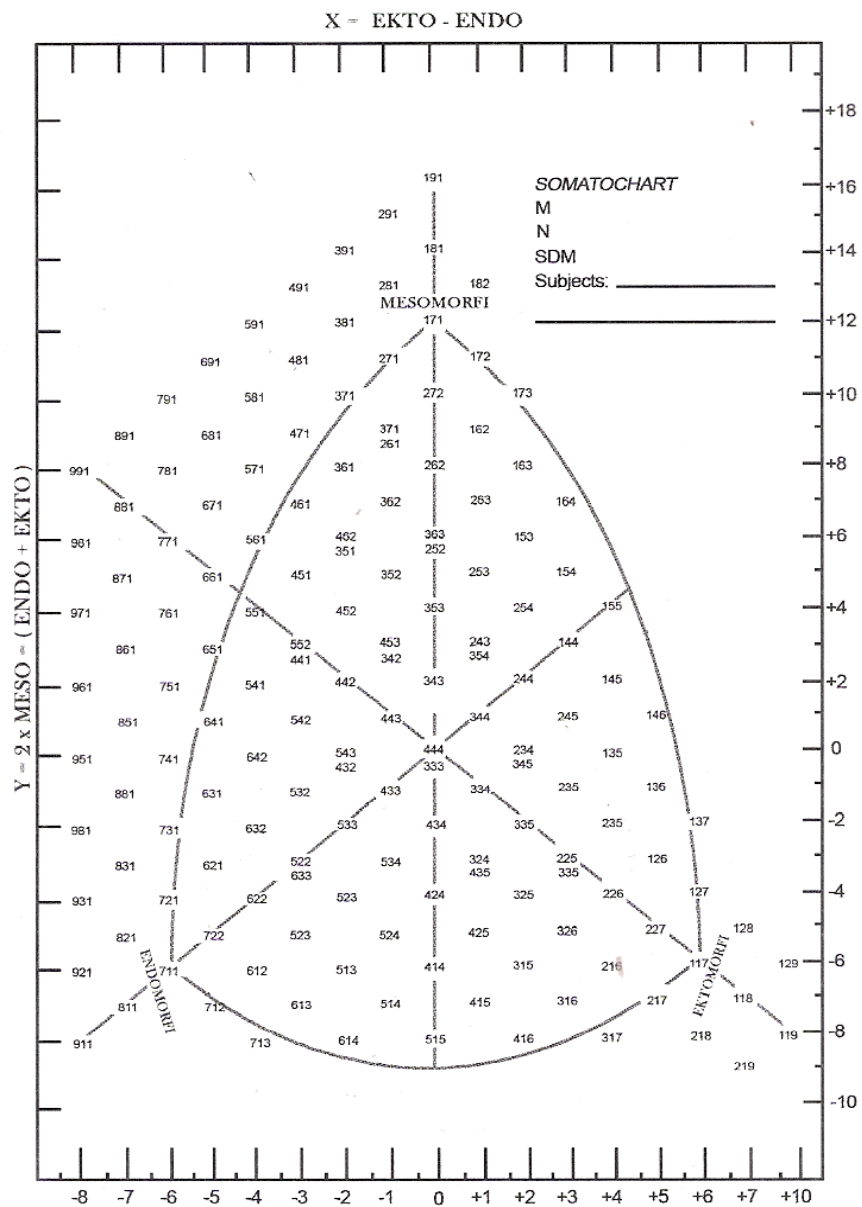 X = EKTO - ENDO
+18
191
+16
SOMATOCHART
291
M
N
391 181
+14
SDM
491 281 182
Subjects:
MESOMORFI
591 381 171
+12
691 481 271 172
791 581 371 272 173
+10
891 681 471 371 162
261
991 781 571 361 262 163
+8
881 671 461 362 263 164
981 771 561 462 363 153
+6
351 252
871 661 451 352 253 154
971 761 551 452 353 254 155
+4
861 651 552 453 243 144
441 342 354
961 751 541 442 343 244 145
+2
851 641 542 443 344 245 146
951 741 642 543 444 234 135
0
432 333 345
881 631 532 433 334 235 136
981 731 632 533 434 335 235 137
-2
831 621 522 534 324 225 126
633 435 335
931 721 622 523 424 325 226 127
-4
821 722 523 524 425 326 227 128
921 711 612 513 414 315 216 117 129
-6
811 712 613 514 415 316 217 118
911 713 614 515 416 317 218 119
-8
219
-10
ENDOMORFI
EKTOMORFI
Y = 2 x MESO - ( ENDO + EKTO )
-8 -7 -6 -5 -4 -3 -2 -1 0 +1 +2 +3 +4 +5 +6 +7 +10